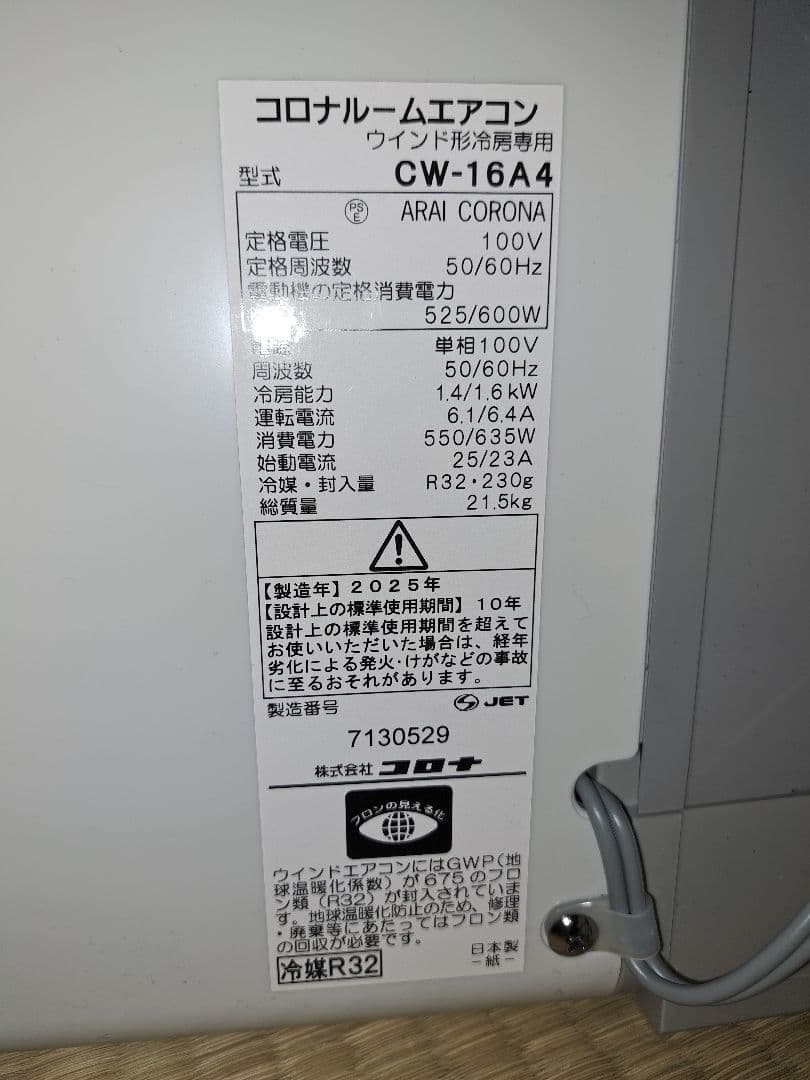 コロナルームエアコン
ウインド形冷房専用
型式 CW-16A4
PS E ARAI CORONA
定格電圧 100V
定格周波数 50/60Hz
電動機の定格消費電力
525/600W
電源 単相100V
周波数 50/60Hz
冷房能力 1.4/1.6kW
運転電流 6.1/6.4A
消費電力 550/635W
始動電流 25/23A
冷媒・封入量 R32・230g
総質量 21.5kg
【製造年】2025年
【設計上の標準使用期間】10年
設計上の標準使用期間を超えて
お使いいただいた場合は、経年
劣化による発火・けがなどの事故
に至るおそれがあります。
製造番号 JET
7130529
株式会社コロナ
フロンの見える化
ウインドエアコンにはGWP(地
球温暖化係数)が675のフロ
ン類(R32)が封入されていま
す。地球温暖化防止のため、修理
・廃棄等にあたってはフロン類
の回収が必要です。
日本製
冷媒R32 -紙-